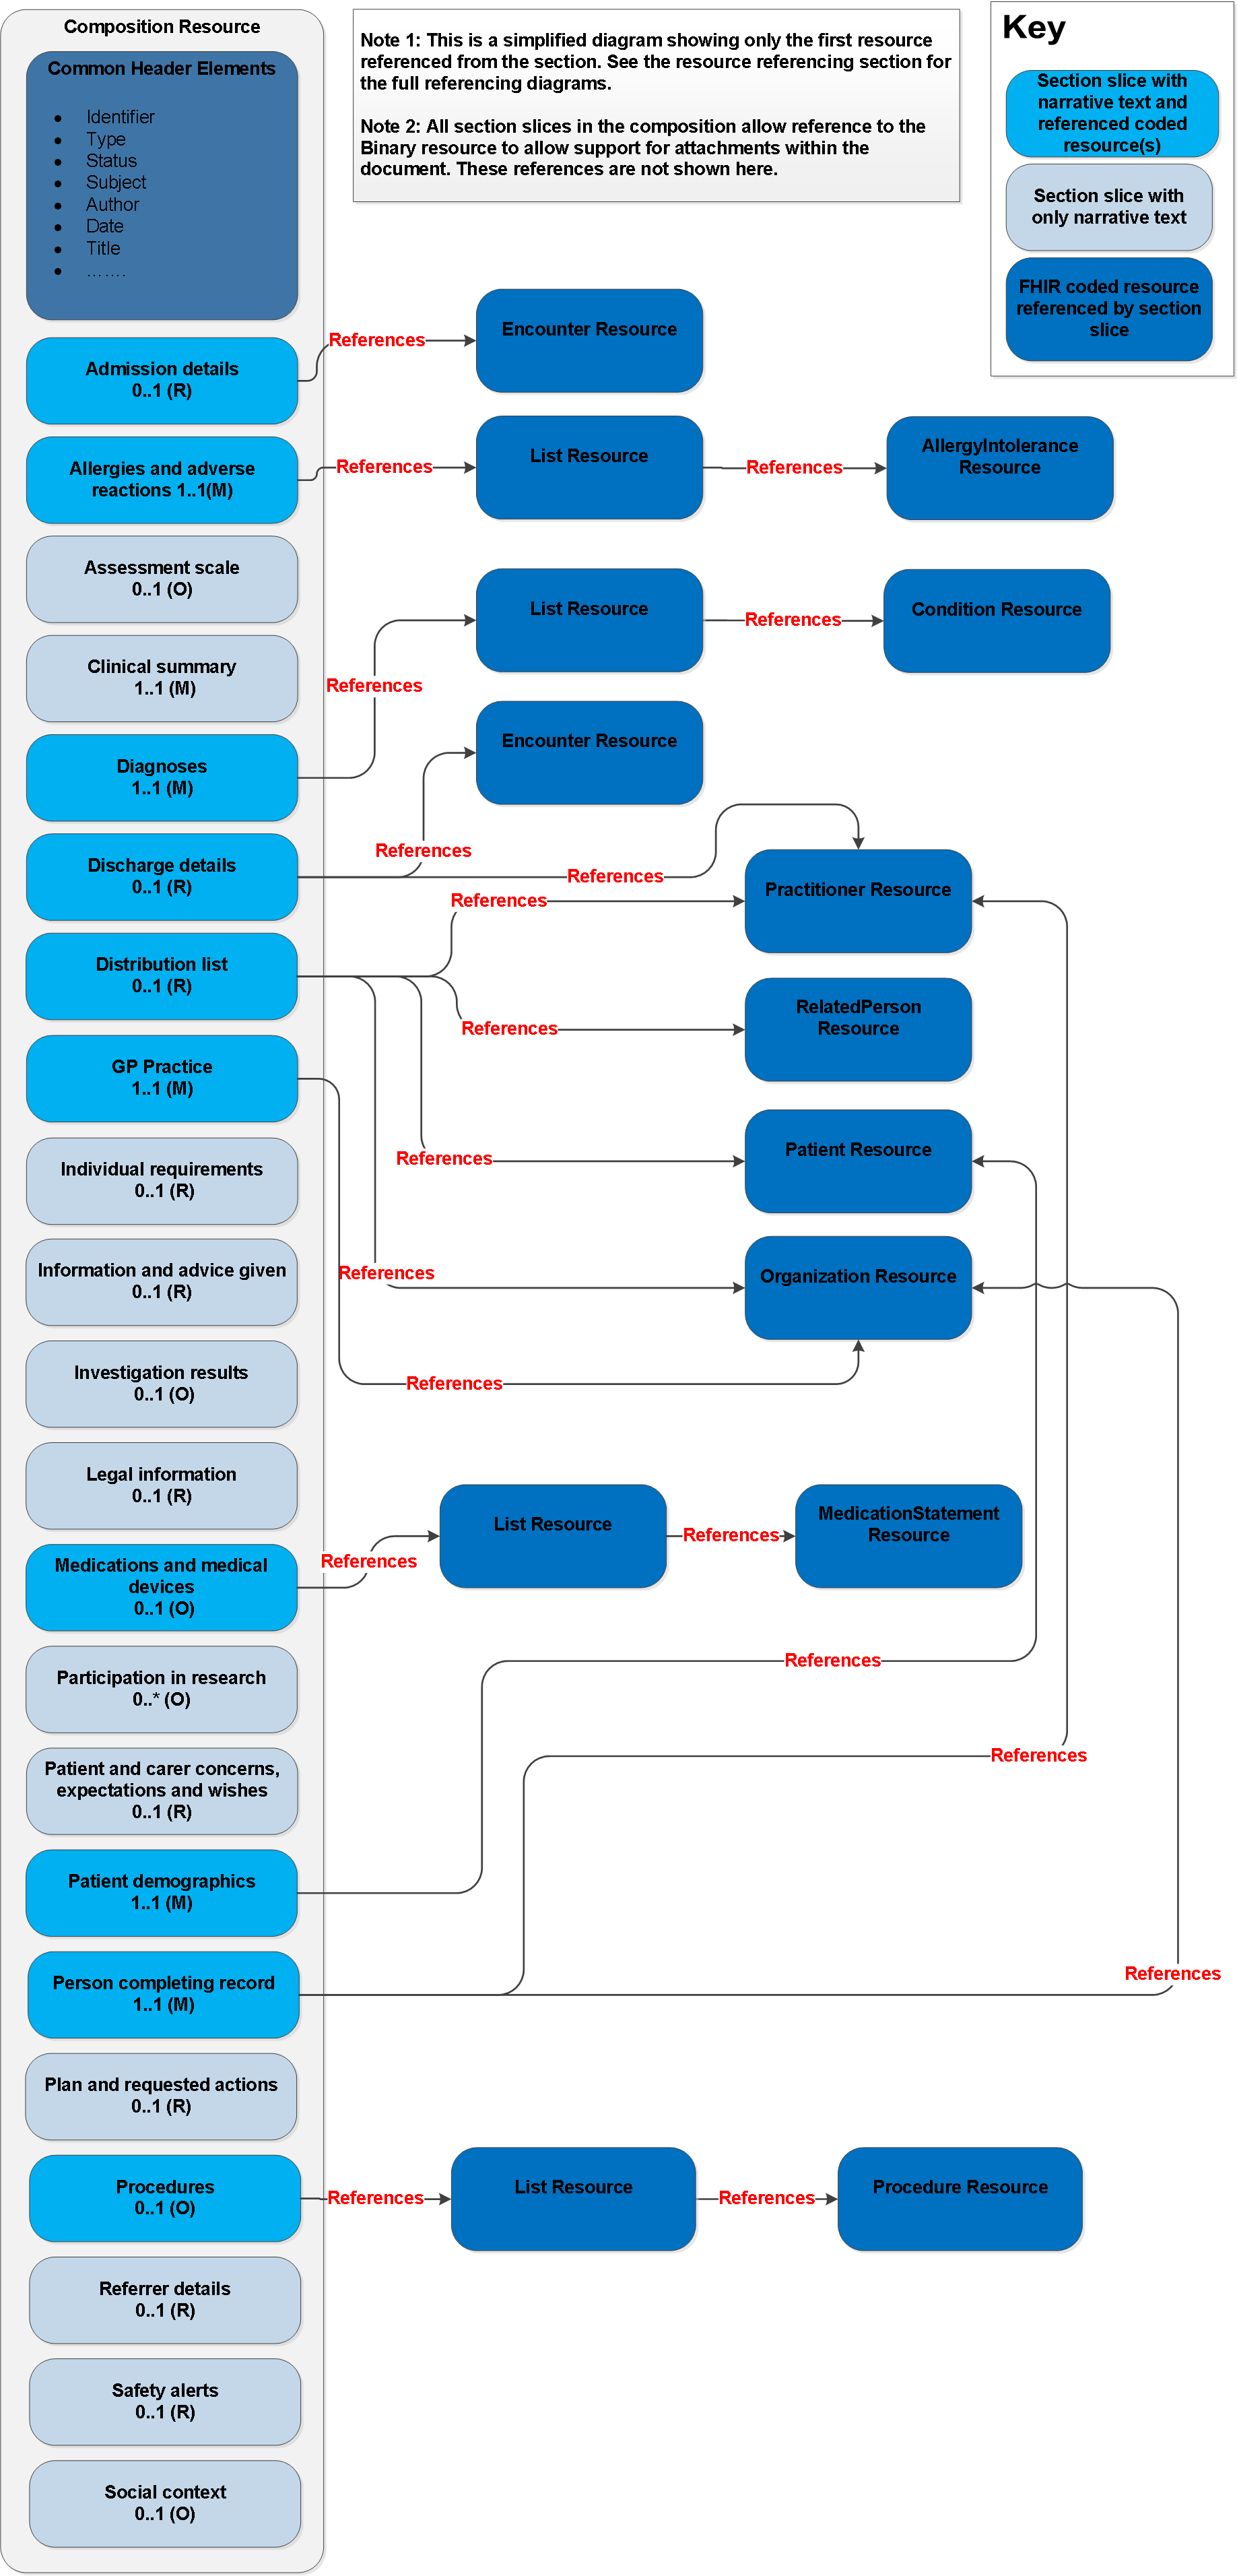 Composition Resource
Common Header Elements
● Identifier
● Type
● Status
● Subject
● Author
● Date
● Title
● …….
Note 1: This is a simplified diagram showing only the first resource
referenced from the section. See the resource referencing section for
the full referencing diagrams.
Note 2: All section slices in the composition allow reference to the
Binary resource to allow support for attachments within the
document. These references are not shown here.
Key
Section slice with
narrative text and
referenced coded
resource(s)
Section slice with
only narrative text
FHIR coded resource
referenced by section
slice
Admission details
0..1 (R)
References
Encounter Resource
Allergies and adverse
reactions 1..1(M)
References
List Resource
References
AllergyIntolerance
Resource
Assessment scale
0..1 (O)
List Resource
References
Condition Resource
Clinical summary
1..1 (M)
References
Diagnoses
1..1 (M)
Encounter Resource
Discharge details
0..1 (R)
References
References
Practitioner Resource
References
Distribution list
0..1 (R)
References
RelatedPerson
Resource
GP Practice
1..1 (M)
References
Patient Resource
Individual requirements
0..1 (R)
Information and advice given
0..1 (R)
References
Organization Resource
Investigation results
0..1 (O)
References
Legal information
0..1 (R)
List Resource
References
MedicationStatement
Resource
Medications and medical
devices
0..1 (O)
References
Participation in research
0..* (O)
References
Patient and carer concerns,
expectations and wishes
0..1 (R)
References
Patient demographics
1..1 (M)
Person completing record
1..1 (M)
References
Plan and requested actions
0..1 (R)
Procedures
0..1 (O)
References
List Resource
References
Procedure Resource
Referrer details
0..1 (R)
Safety alerts
0..1 (R)
Social context
0..1 (O)